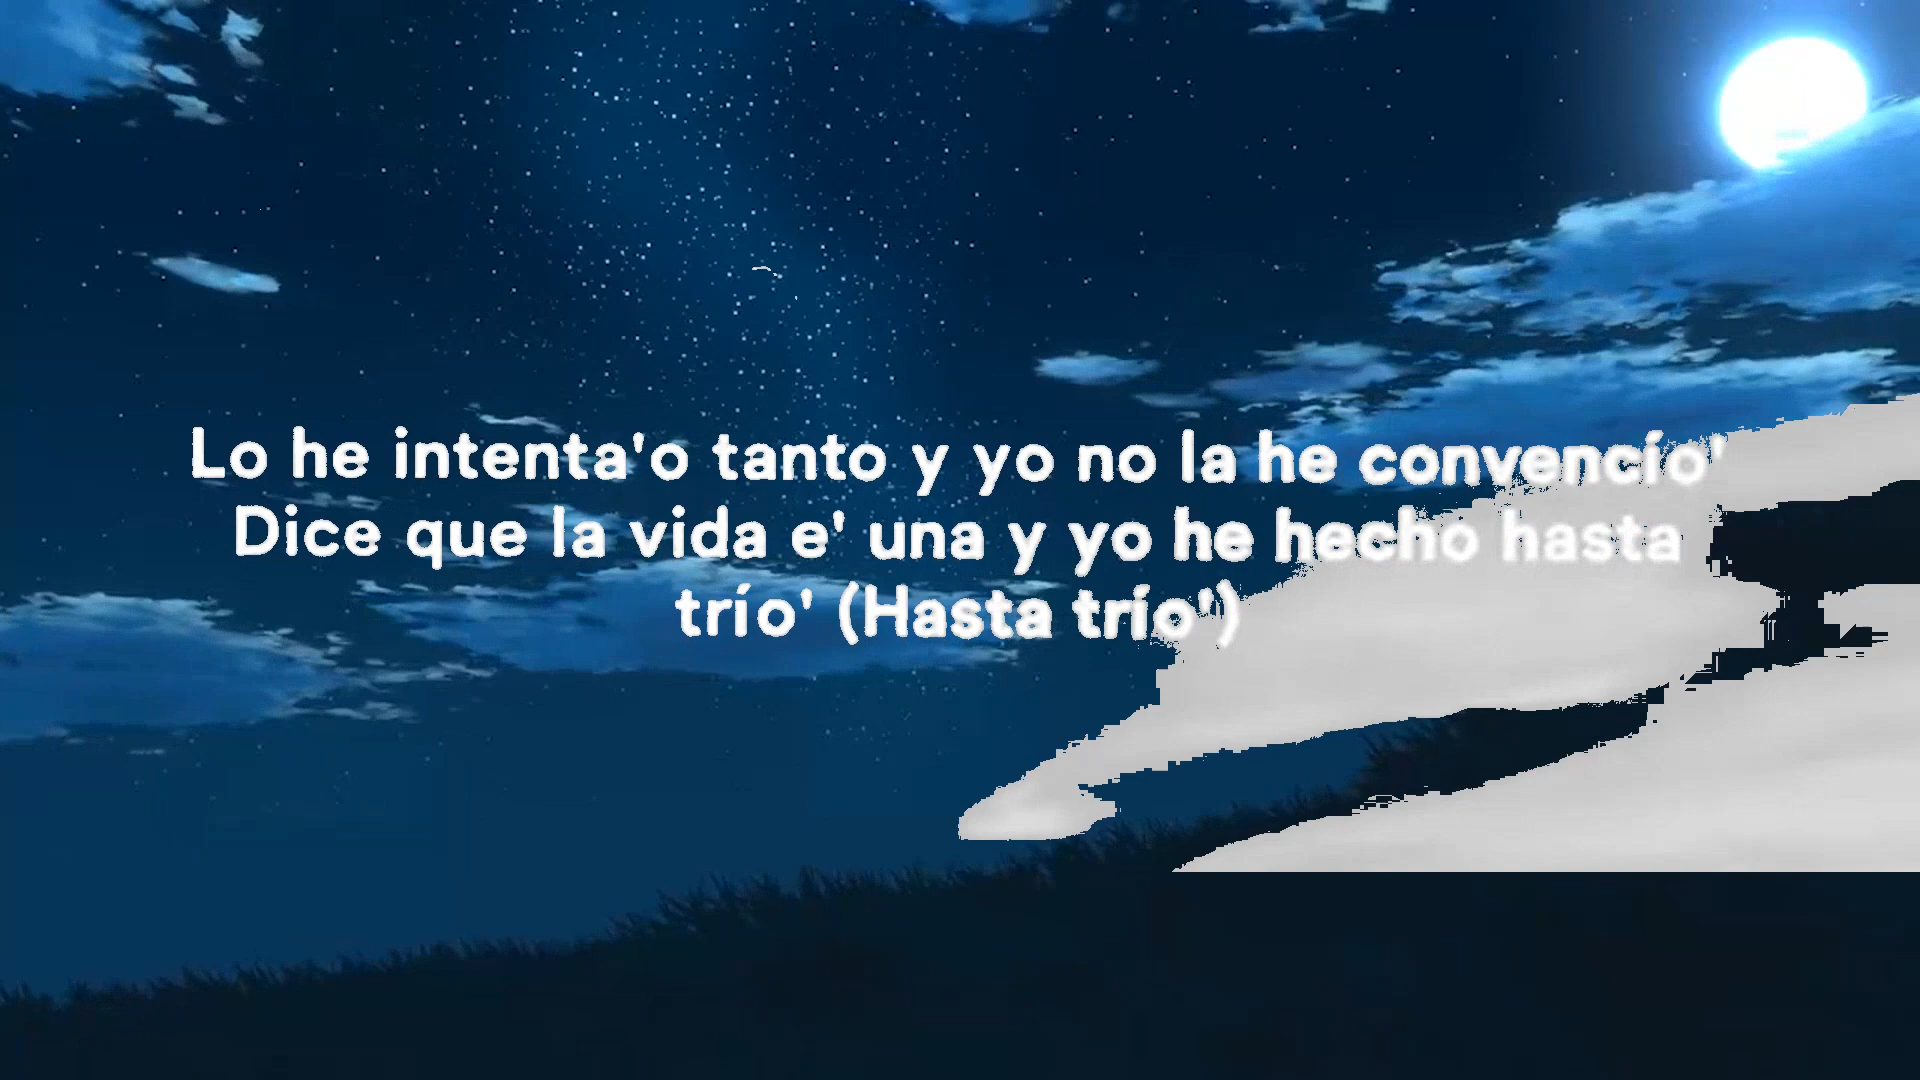 Lo he intenta'o tanto y yo no la he convencío'
Dice que la vida e' una y yo he hecho hasta
trío' (Hasta trío')